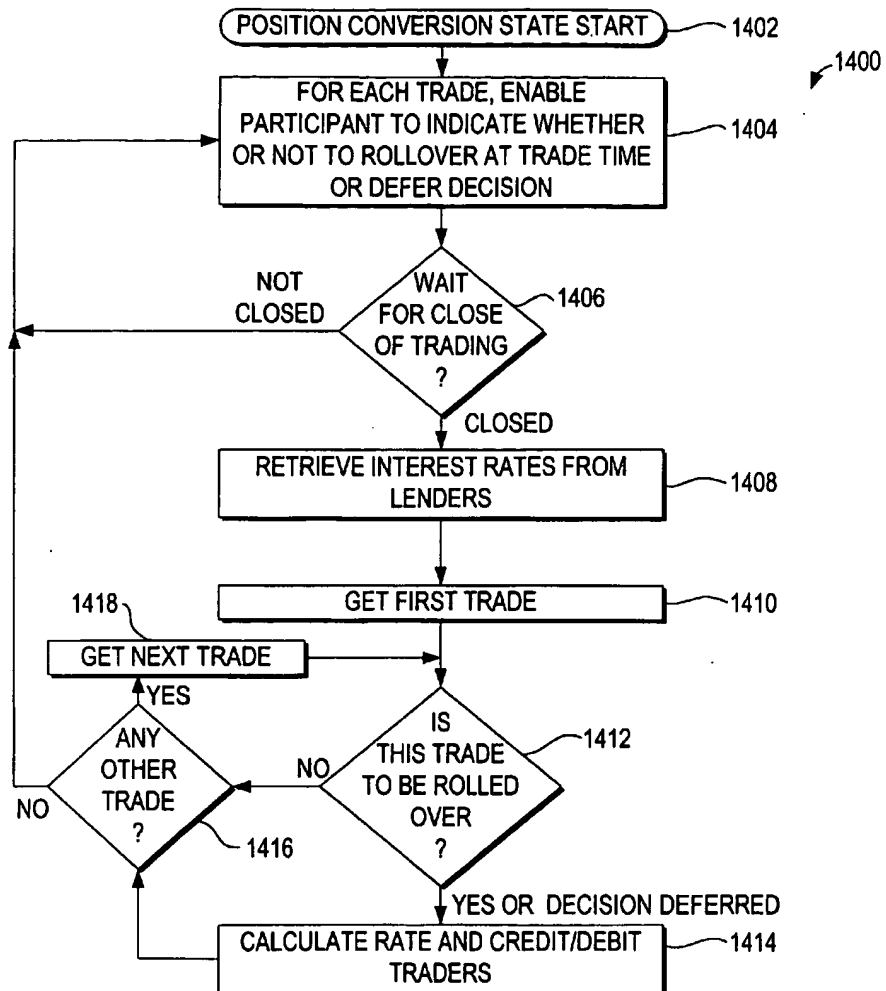 POSITION CONVERSION STATE START
1402
1400
FOR EACH TRADE, ENABLE
PARTICIPANT TO INDICATE WHETHER
OR NOT TO ROLLOVER AT TRADE TIME
OR DEFER DECISION
1404
NOT
CLOSED
WAIT
FOR CLOSE
OF TRADING
?
1406
CLOSED
RETRIEVE INTEREST RATES FROM
LENDERS
1408
GET FIRST TRADE
1410
1418
GET NEXT TRADE
YES
ANY
OTHER
TRADE
?
NO
1416
NO
IS
THIS TRADE
TO BE ROLLED
OVER
?
1412
YES OR DECISION DEFERRED
CALCULATE RATE AND CREDIT/DEBIT
TRADERS
1414